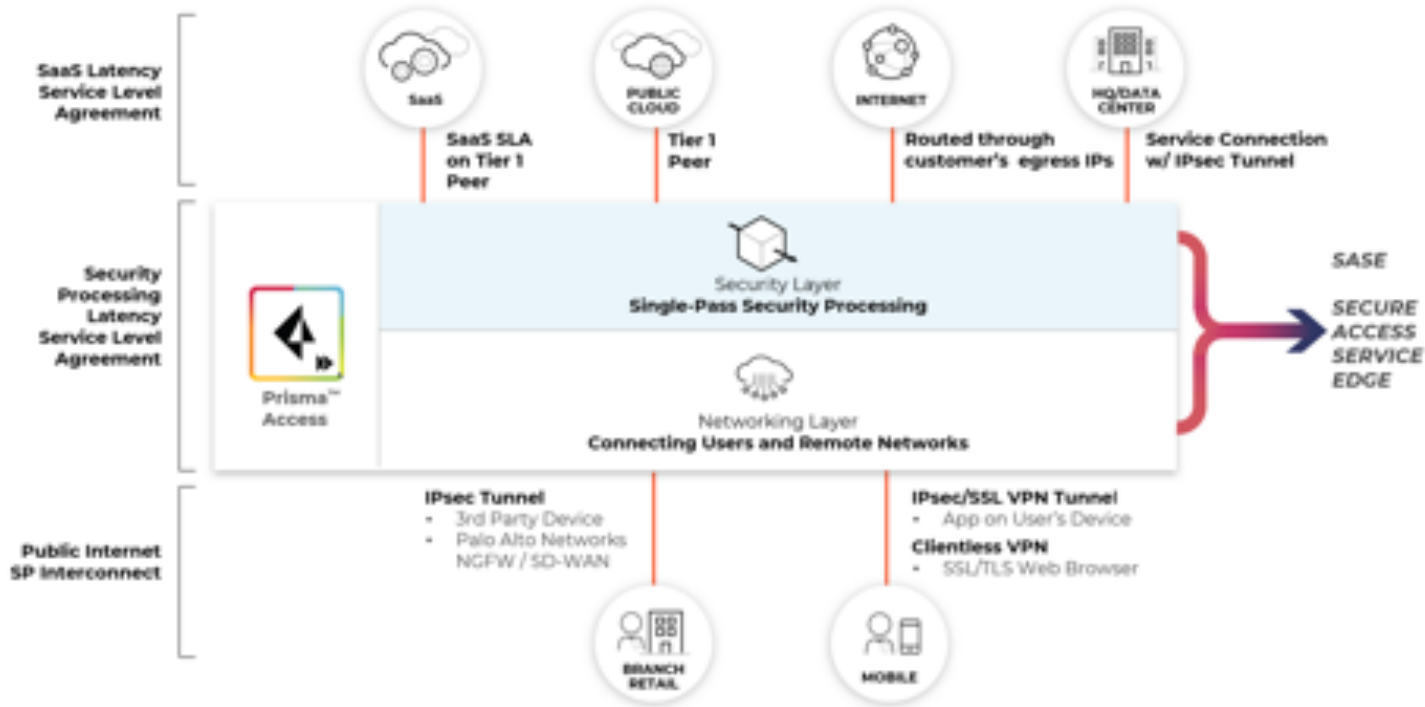 SaaS Latency
Service Level
Agreement
SaaS
PUBLIC
CLOUD
INTERNET
HQ/DATA
CENTER
SaaS SLA
on Tier 1
Peer
Tier 1
Peer
Routed through
customer's egress IPs
Service Connection
w/ IPsec Tunnel
Security
Processing
Latency
Service Level
Agreement
Prisma™
Access
Security Layer
Single-Pass Security Processing
Networking Layer
Connecting Users and Remote Networks
SASE
SECURE
ACCESS
SERVICE
EDGE
Public Internet
SP Interconnect
IPsec Tunnel
• 3rd Party Device
• Palo Alto Networks
NGFW / SD-WAN
IPsec/SSL VPN Tunnel
• App on User's Device
Clientless VPN
• SSL/TLS Web Browser
BRANCH
RETAIL
MOBILE